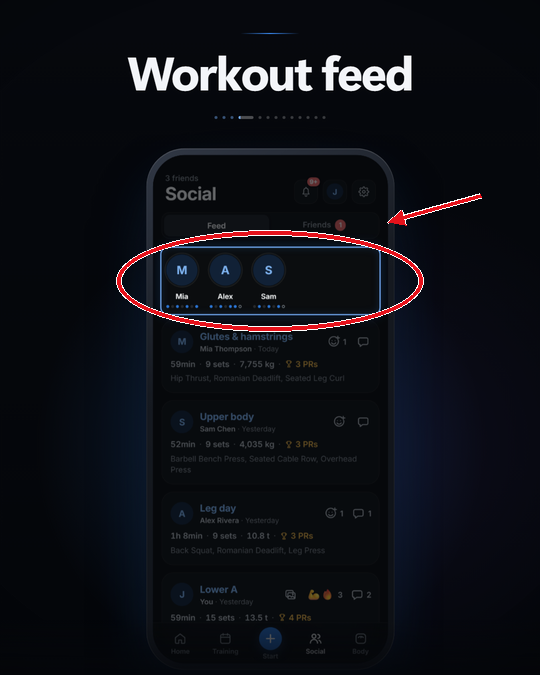 Workout feed
3 friends
Social
9+
J
Feed
Friends 1
M
A
S
Mia
Alex
Sam
M
Glutes & hamstrings
Mia Thompson · Today
1
59min · 9 sets · 7,755 kg · 3 PRs
Hip Thrust, Romanian Deadlift, Seated Leg Curl
S
Upper body
Sam Chen · Yesterday
52min · 9 sets · 4,035 kg · 3 PRs
Barbell Bench Press, Seated Cable Row, Overhead
Press
A
Leg day
Alex Rivera · Yesterday
1
1
1h 8min · 9 sets · 10.8 t · 3 PRs
Back Squat, Romanian Deadlift, Leg Press
J
Lower A
You · Yesterday
3
2
59min · 15 sets · 13.5 t · 4 PRs
Home
Training
Start
Social
Body